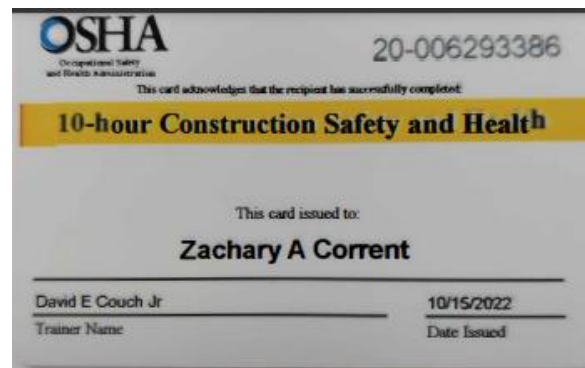 OSHA
Occupational Safety
and Health Administration
20-006293386
This card acknowledges that the recipient has successfully completed:
10-hour Construction Safety and Health
This card issued to:
Zachary A Corrent
David E Couch Jr
10/15/2022
Trainer Name
Date Issued